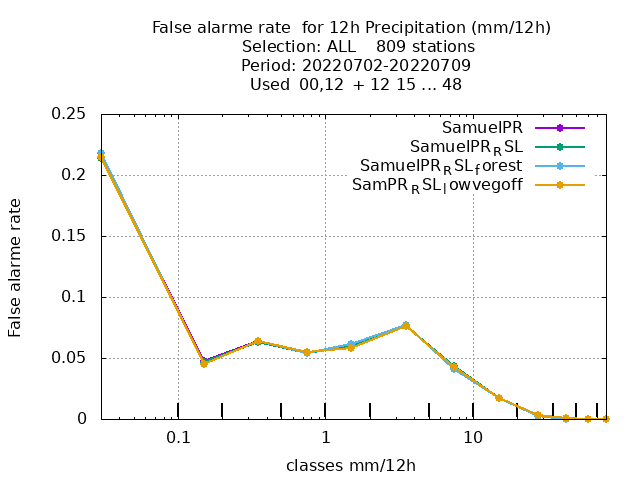 False alarme rate  for 12h Precipitation (mm/12h)
Selection: ALL    809 stations
Period: 20220702-20220709
Used  00,12  + 12 15 ... 48
0.25
0.2
0.15
0.1
0.05
0
False alarme rate
SamuelPR
SamuelPR_RSL
SamuelPR_RSL_forest
SamPR_RSL_lowvegoff
0.1
1
10
classes mm/12h